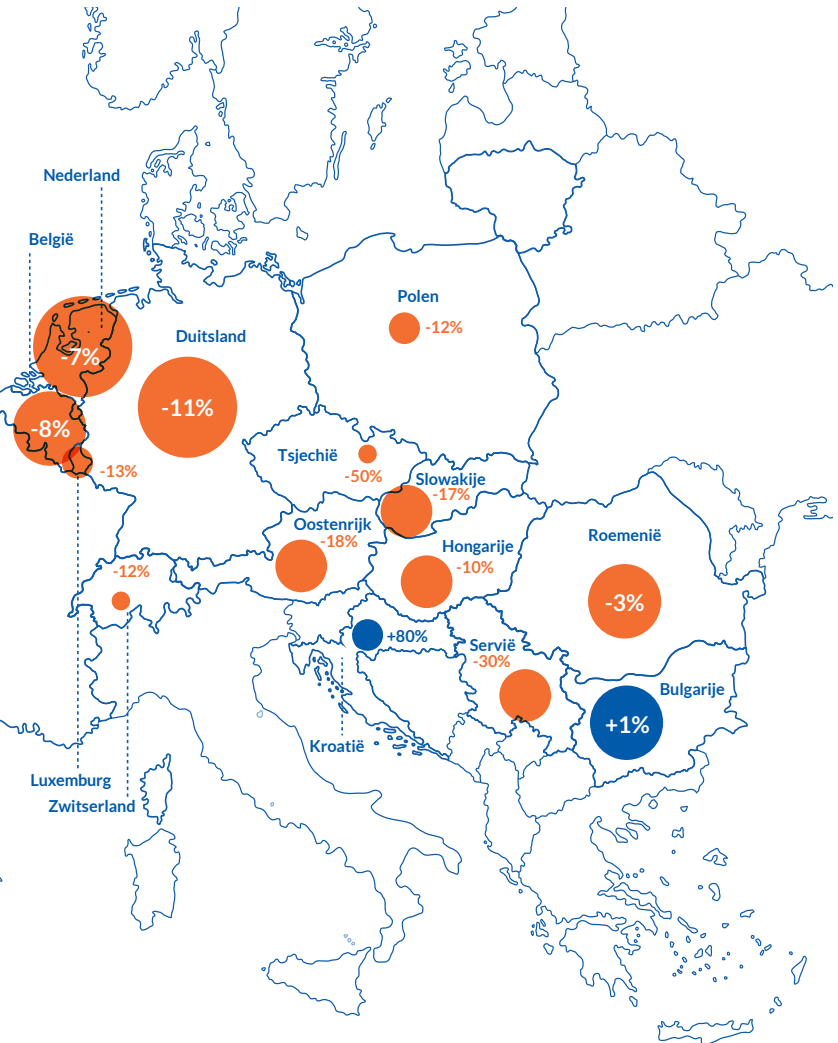 Nederland
België
-7%
-8%
-13%
Duitsland
-11%
Polen
-12%
Tsjechië
-50%
Slowakije
-17%
Oostenrijk
-18%
Hongarije
-10%
Roemenië
-3%
-12%
+80%
Servië
-30%
Bulgarije
+1%
Kroatië
Luxemburg
Zwitserland